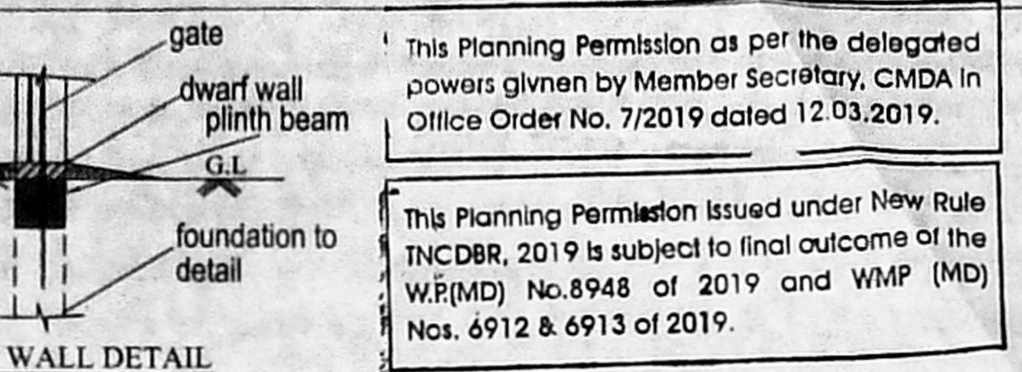 gate
dwarf wall
plinth beam
G.L
foundation to
detail
WALL DETAIL
This Planning Permission as per the delegated
powers givnen by Member Secretary, CMDA in
Office Order No. 7/2019 dated 12.03.2019.
This Planning Permission Issued under New Rule
TNCDBR, 2019 is subject to final outcome of the
W.P.(MD) No.8948 of 2019 and WMP (MD)
Nos. 6912 & 6913 of 2019.